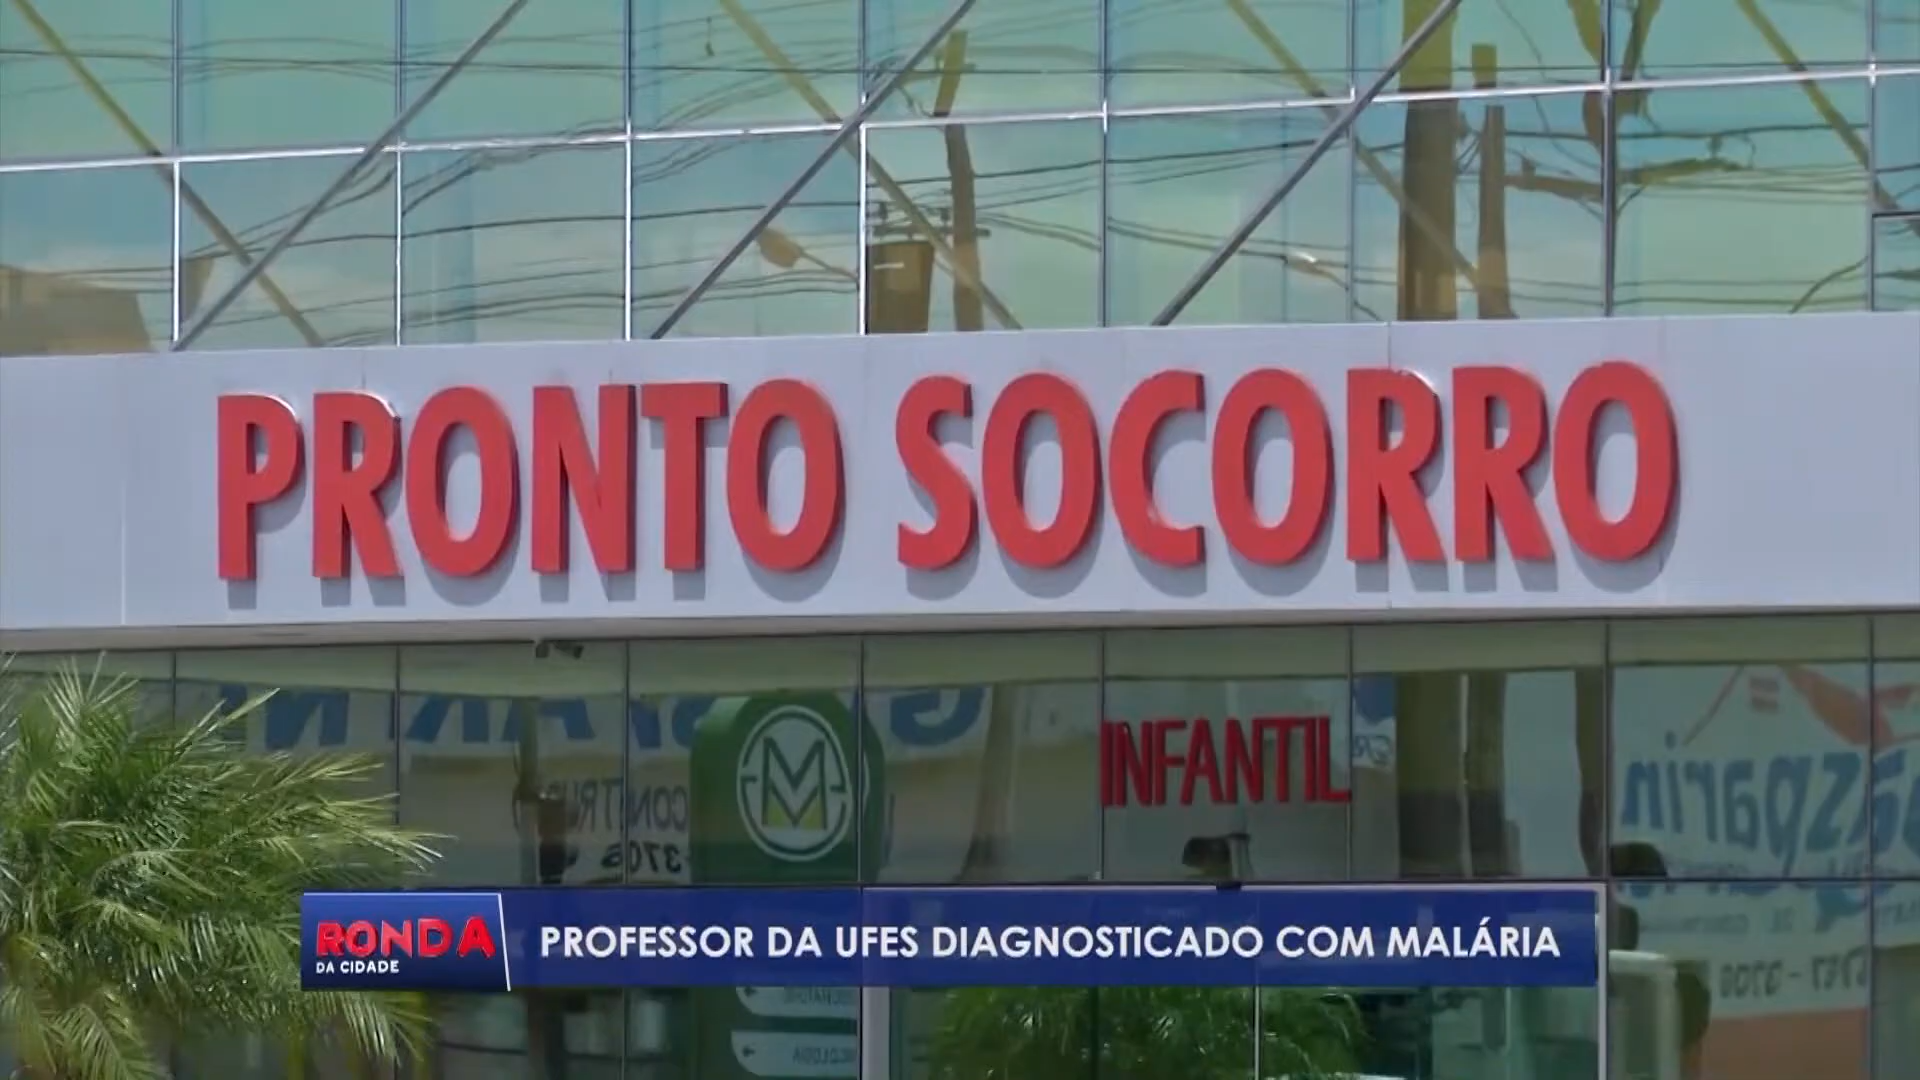 PRONTO SOCORRO
INFANTIL
RONDA
DA CIDADE
PROFESSOR DA UFES DIAGNOSTICADO COM MALÁRIA